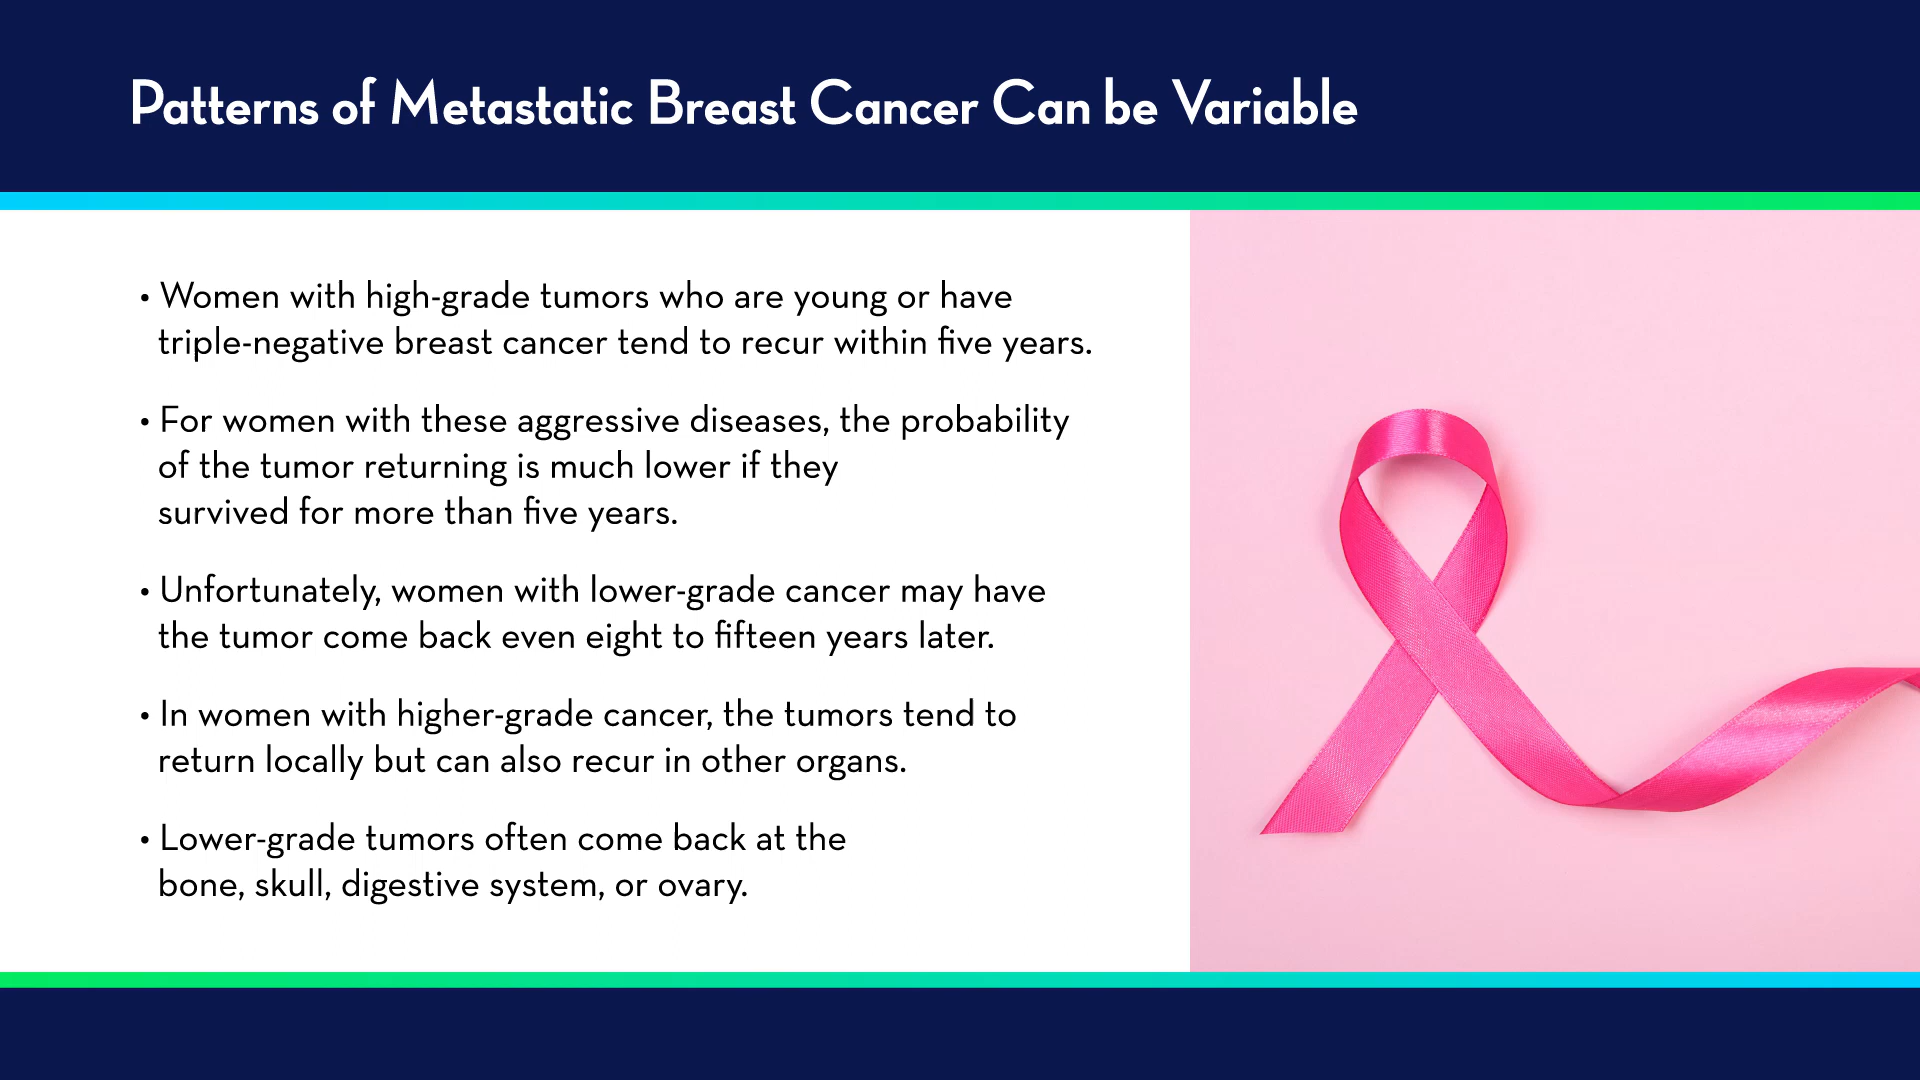 Patterns of Metastatic Breast Cancer Can be Variable
• Women with high-grade tumors who are young or have
triple-negative breast cancer tend to recur within five years.
• For women with these aggressive diseases, the probability
of the tumor returning is much lower if they
survived for more than five years.
• Unfortunately, women with lower-grade cancer may have
the tumor come back even eight to fifteen years later.
• In women with higher-grade cancer, the tumors tend to
return locally but can also recur in other organs.
• Lower-grade tumors often come back at the
bone, skull, digestive system, or ovary.